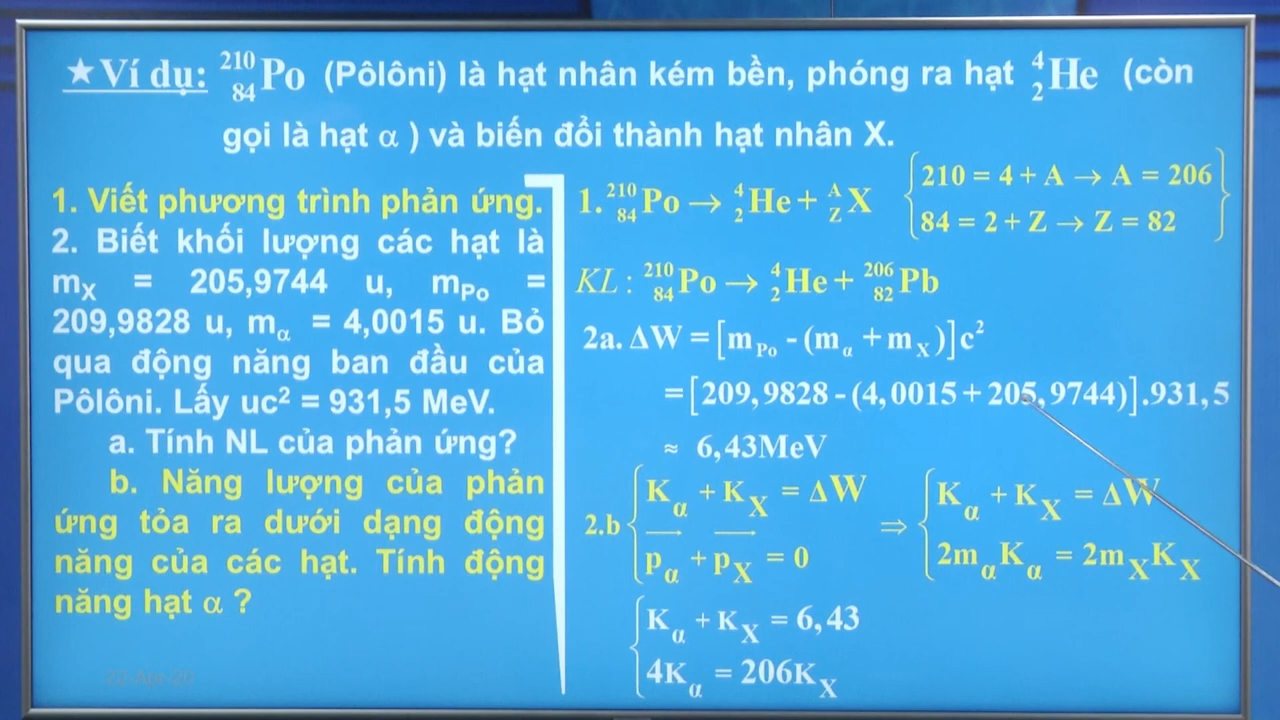 ★Ví dụ: ²¹⁰₈₄Po (Pôlôni) là hạt nhân kém bền, phóng ra hạt ⁴₂He (còn
gọi là hạt α ) và biến đổi thành hạt nhân X.
1. Viết phương trình phản ứng.
2. Biết khối lượng các hạt là
mX = 205,9744 u, mPo =
209,9828 u, mα = 4,0015 u. Bỏ
qua động năng ban đầu của
Pôlôni. Lấy uc² = 931,5 MeV.
a. Tính NL của phản ứng?
b. Năng lượng của phản
ứng tỏa ra dưới dạng động
năng của các hạt. Tính động
năng hạt α ?
1. ²¹⁰₈₄Po → ⁴₂He + ᴬ_Z X
210 = 4 + A → A = 206
84 = 2 + Z → Z = 82
KL : ²¹⁰₈₄Po → ⁴₂He + ²⁰⁶₈₂Pb
2a. ΔW = [mPo - (mα + mX)]c²
= [209,9828 - (4,0015 + 205,9744)].931,5
≈ 6,43MeV
2.b
Kα + KX = ΔW
pα + pX = 0
⇒
Kα + KX = ΔW
2mαKα = 2mXKX
Kα + KX = 6,43
4Kα = 206KX
22-Apr-20